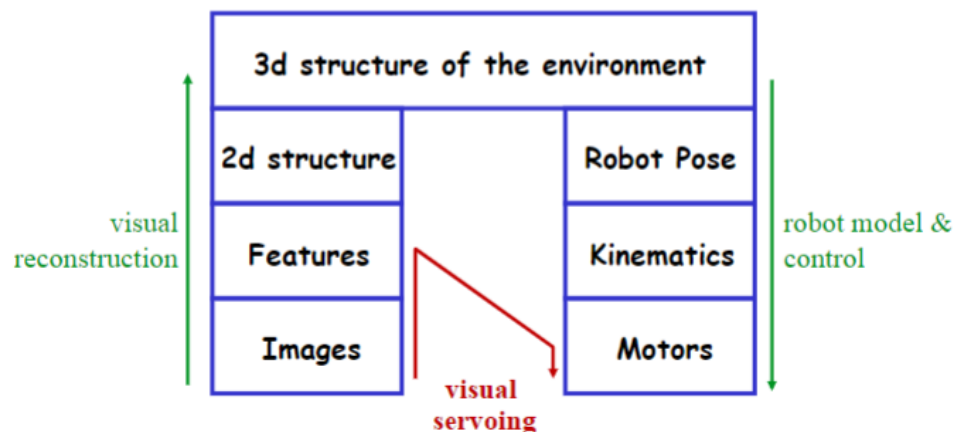 3d structure of the environment
2d structure
Robot Pose
visual
reconstruction
Features
Kinematics
robot model &
control
Images
Motors
visual
servoing